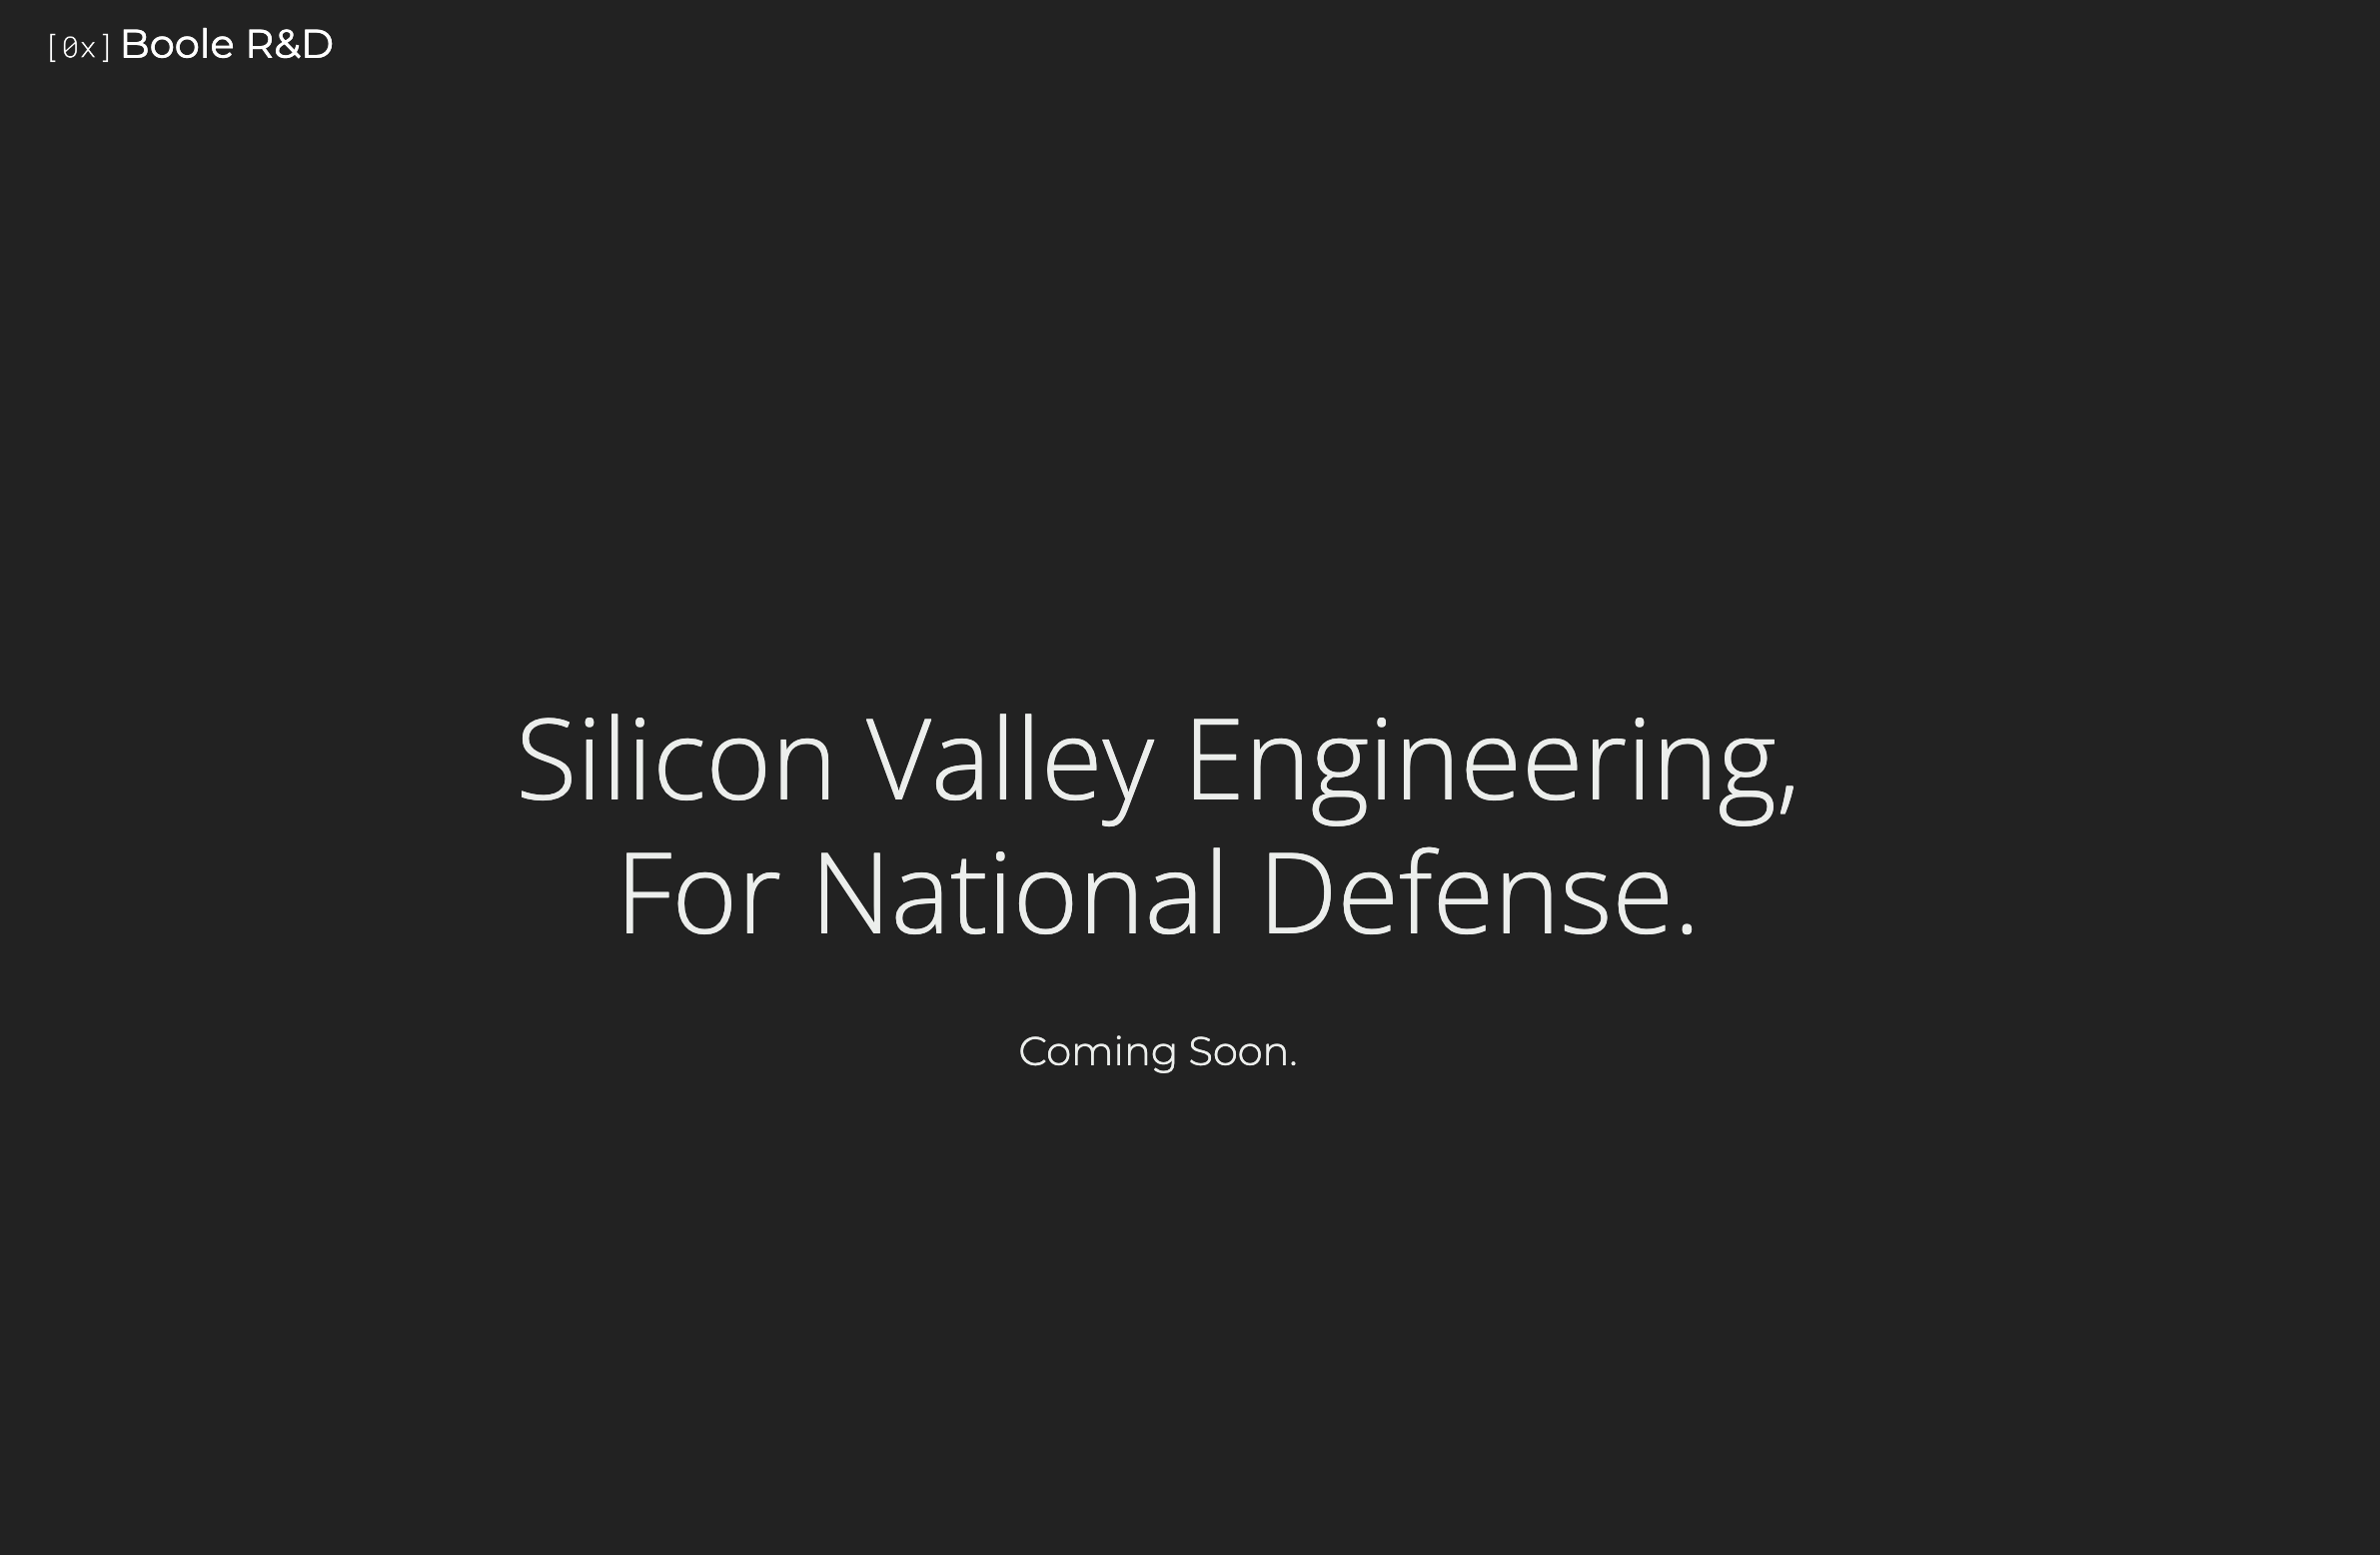 [0x] Boole R&D
Silicon Valley Engineering,
For National Defense.
Coming Soon.